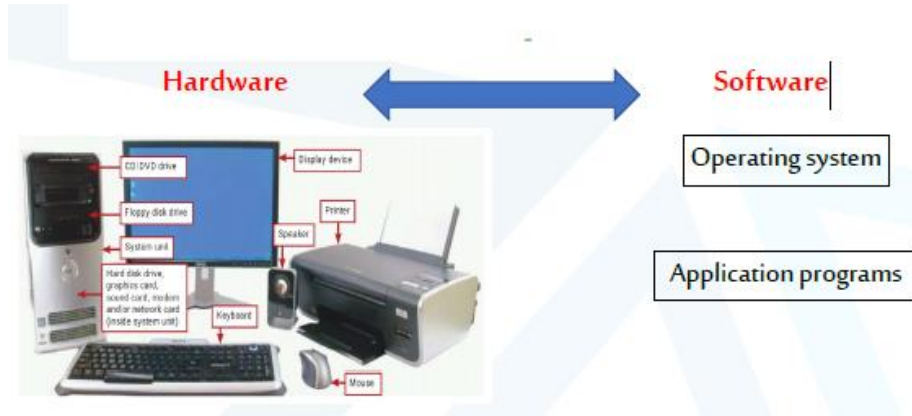 Hardware
Software
CD/DVD drive
Display device
Operating system
Floppy disk drive
Printer
Speaker
System unit
Hard disk drive,
graphics card,
sound card, modem
and/or network card
(inside system unit)
Application programs
Keyboard
Mouse